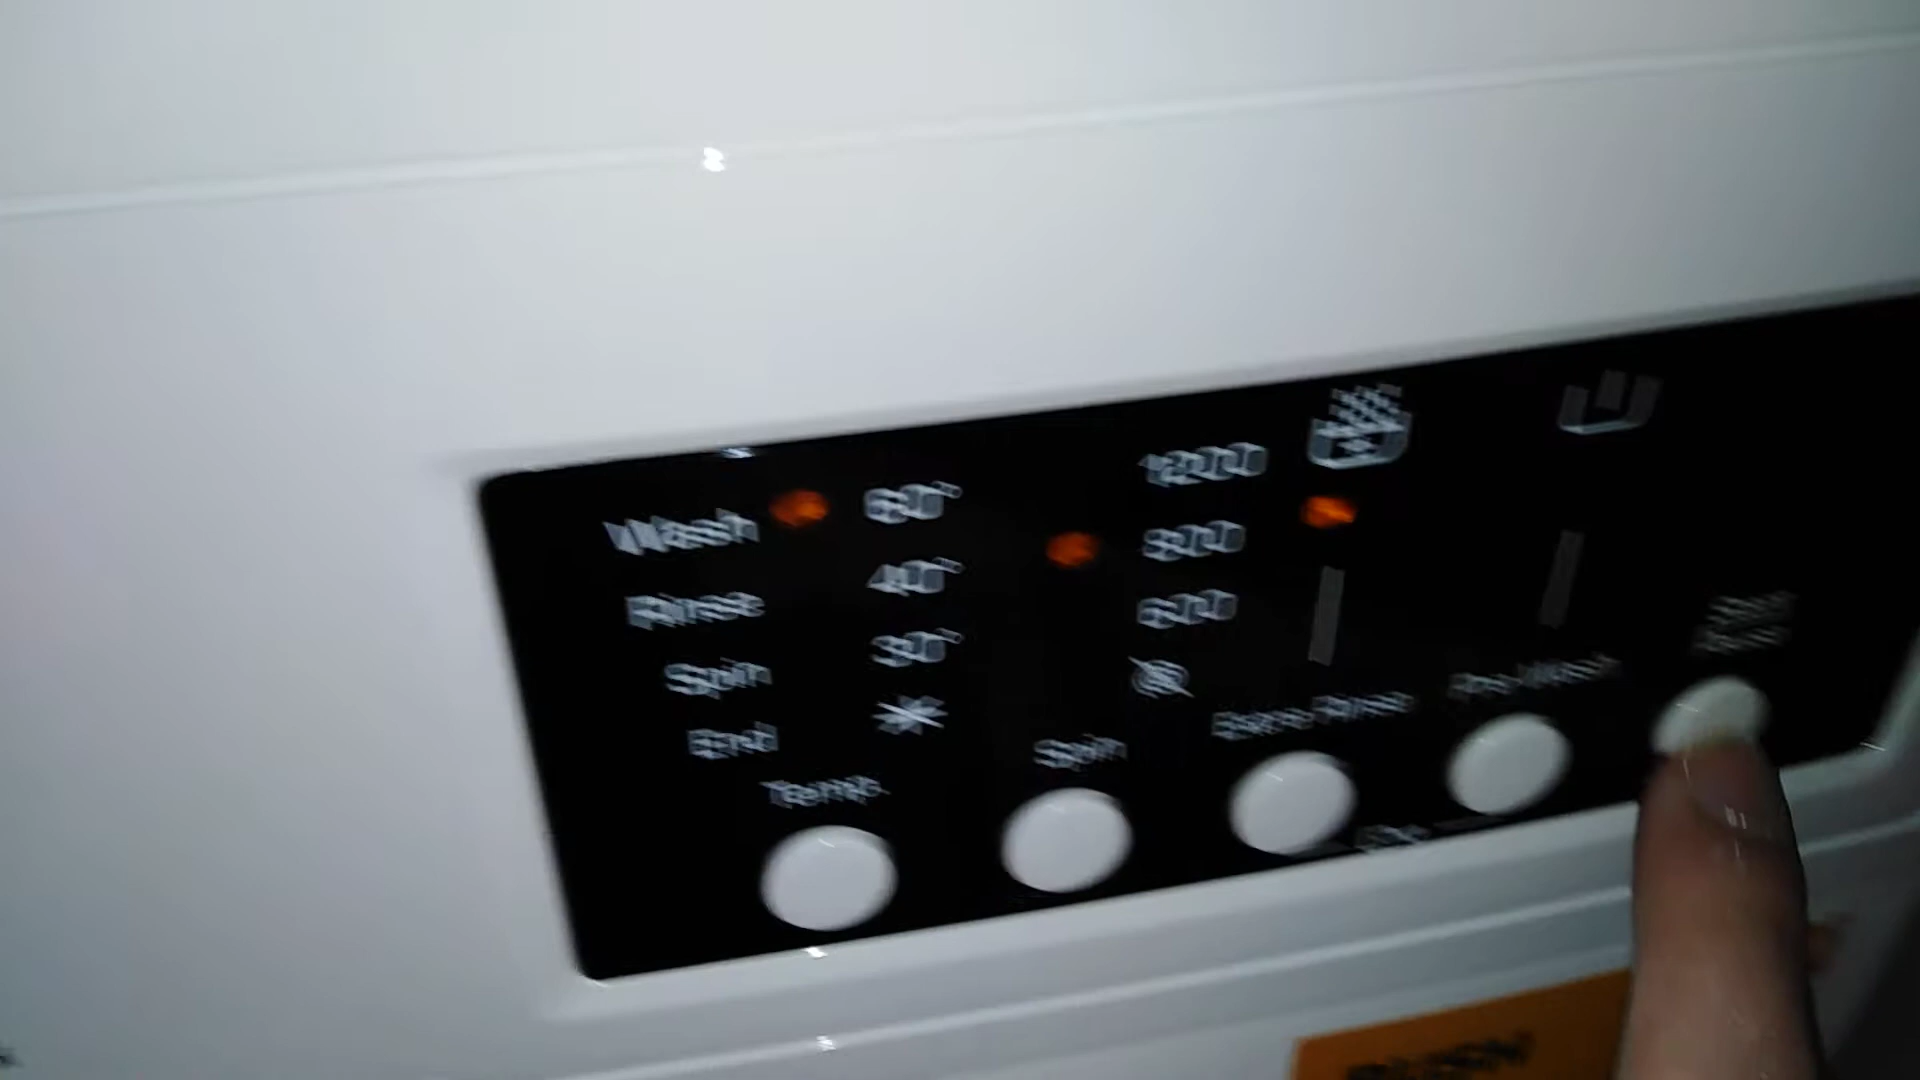 Wash
Rinse
Spin
End
60°
40°
30°
Temp.
1200
800
600
Spin
Extra Rinse
Pre-Wash